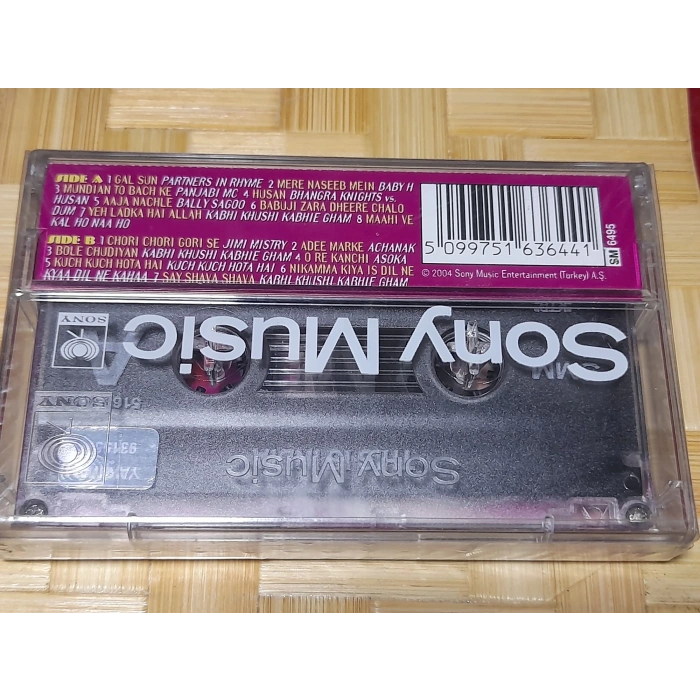 SIDE A 1 GAL SUN PARTNERS IN RHYME 2 MERE NASEEB MEIN BABY H
3 MUNDIAN TO BACH KE PANJABI MC 4 HUSAN BHANGRA KNIGHTS vs.
HUSAN 5 AAJA NACHLE BALLY SAGOO 6 BABUJI ZARA DHEERE CHALO
DUM 7 YEH LADKA HAI ALLAH KABHI KHUSHI KABHIE GHAM 8 MAAHI VE
KAL HO NAA HO
SIDE B 1 CHORI CHORI GORI SE JIMI MISTRY 2 ADEE MARKE ACHANAK
3 BOLE CHUDIYAN KABHI KHUSHI KABHIE GHAM 4 O RE KANCHI ASOKA
5 KUCH KUCH HOTA HAI KUCH KUCH HOTA HAI 6 NIKAMMA KIYA IS DIL NE
KYAA DIL NE KAHAA 7 SAY SHAVA SHAVA KABHI KHUSHI KABHIE GHAM
5 099751 636441
SM 6495
© 2004 Sony Music Entertainment (Turkey) A.Ş.
Sony Music
SONY
A
516
SONY
Sony Music